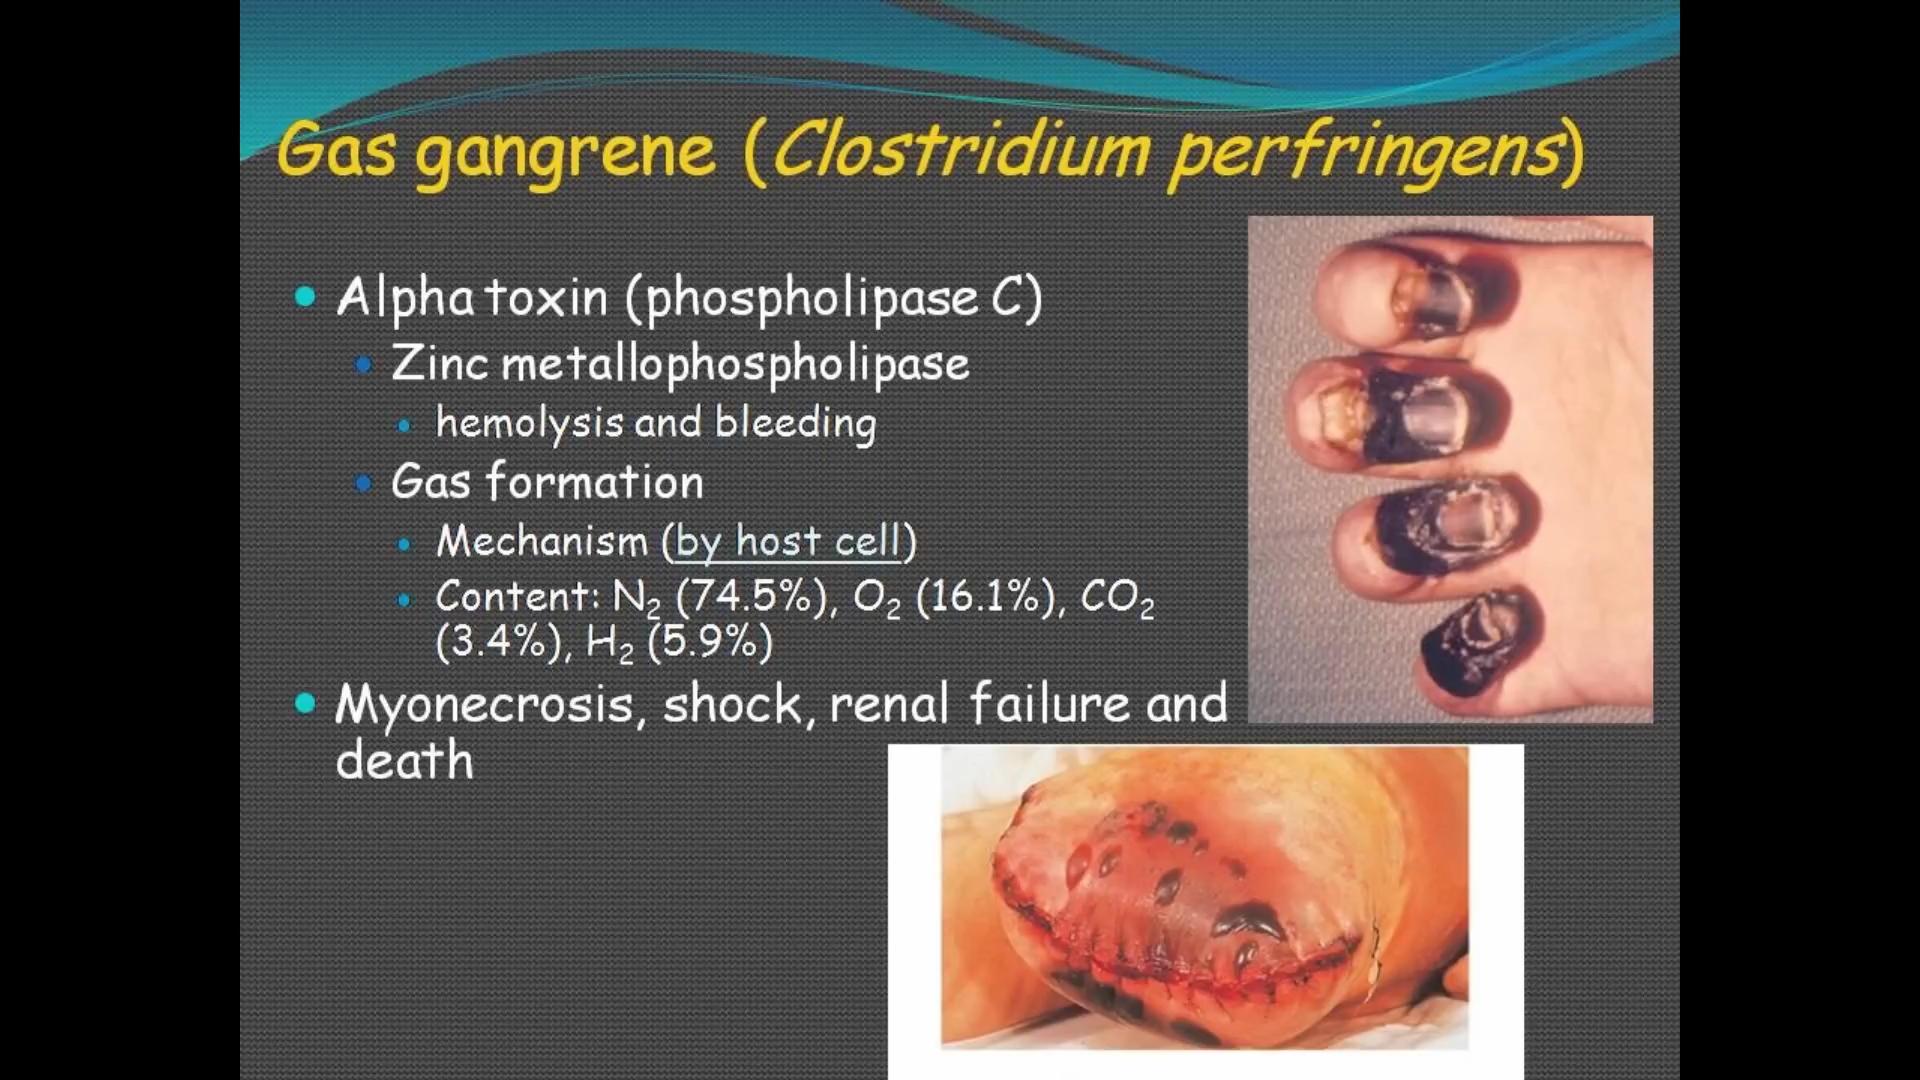 Gas gangrene (Clostridium perfringens)
Alpha toxin (phospholipase C)
Zinc metallophospholipase
hemolysis and bleeding
Gas formation
Mechanism (by host cell)
Content: N₂ (74.5%), O₂ (16.1%), CO₂
(3.4%), H₂ (5.9%)
Myonecrosis, shock, renal failure and
death